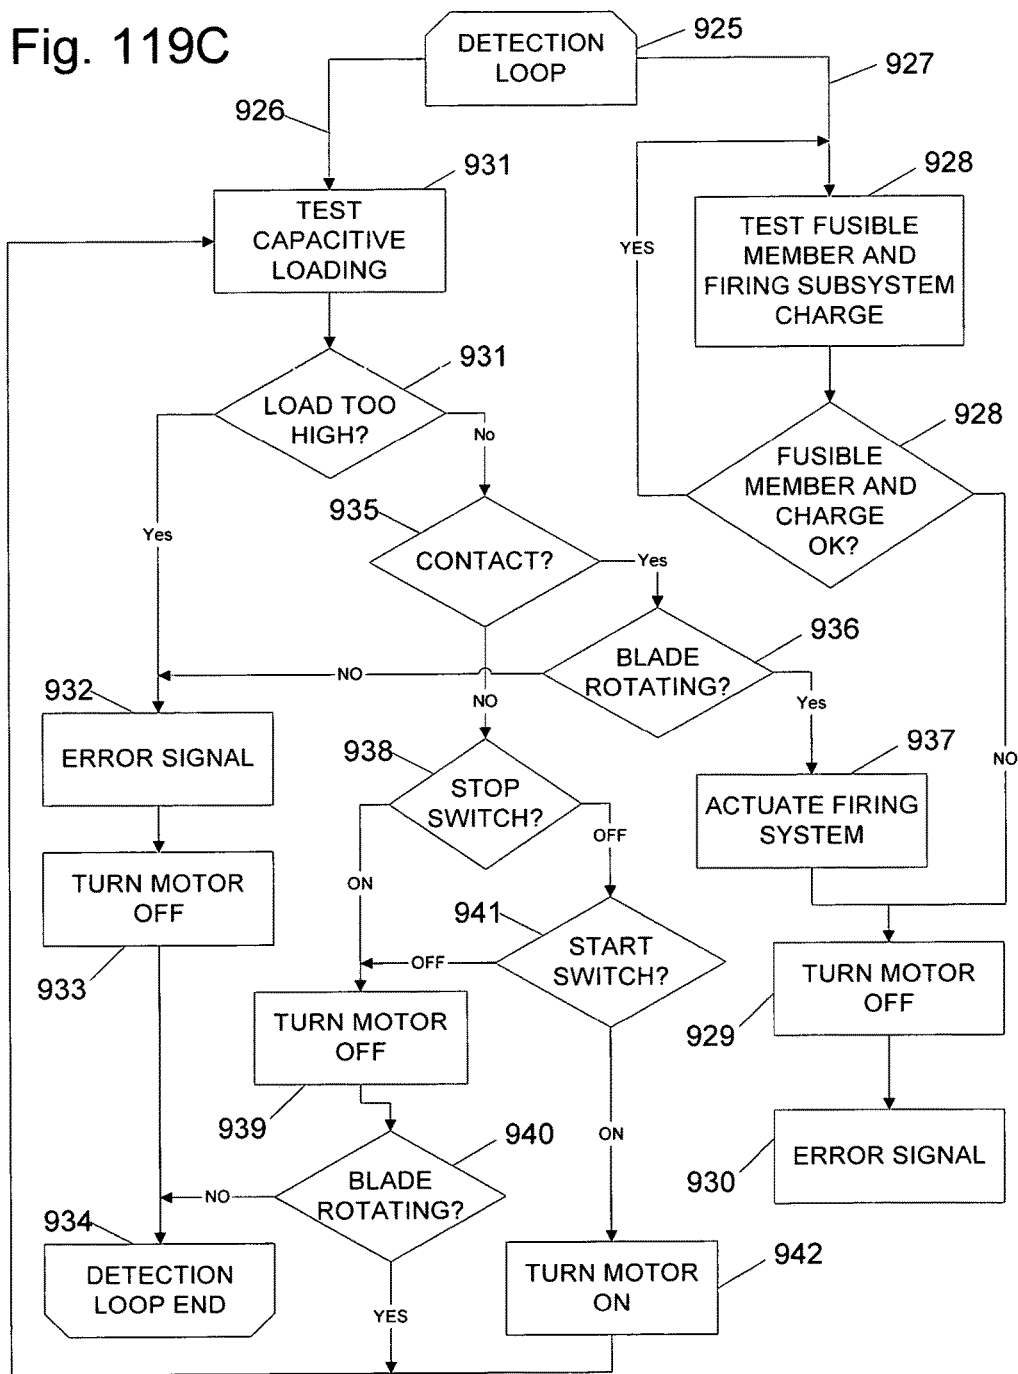 Fig. 119C
DETECTION
LOOP
925
927
926
931
TEST
CAPACITIVE
LOADING
928
TEST FUSIBLE
MEMBER AND
FIRING SUBSYSTEM
CHARGE
YES
931
LOAD TOO
HIGH?
No
Yes
928
FUSIBLE
MEMBER AND
CHARGE
OK?
NO
935
CONTACT?
Yes
936
BLADE
ROTATING?
NO
Yes
NO
932
ERROR SIGNAL
937
ACTUATE FIRING
SYSTEM
938
STOP
SWITCH?
OFF
ON
TURN MOTOR
OFF
933
941
START
SWITCH?
OFF
ON
TURN MOTOR
OFF
939
TURN MOTOR
OFF
929
ERROR SIGNAL
930
940
BLADE
ROTATING?
NO
YES
934
DETECTION
LOOP END
942
TURN MOTOR
ON